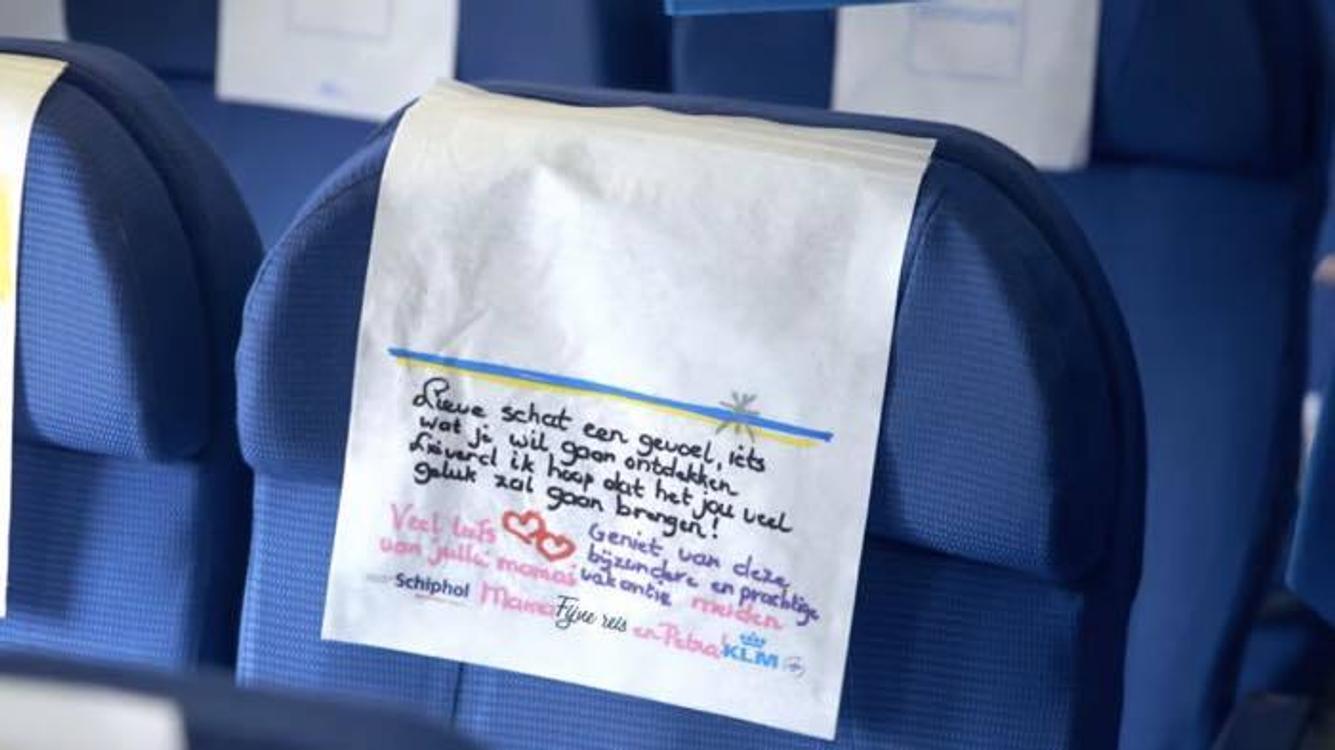 Lieve schat een gevoel, iets
wat je wil gaan ontdekken
Lieverd ik hoop dat het jou veel
geluk zal gaan brengen!
Veel liefs
van jullie mamas
Geniet van deze
bijzondere en prachtige
vakantie meiden
Schiphol
Mama
Fijne reis
en Petra
KLM